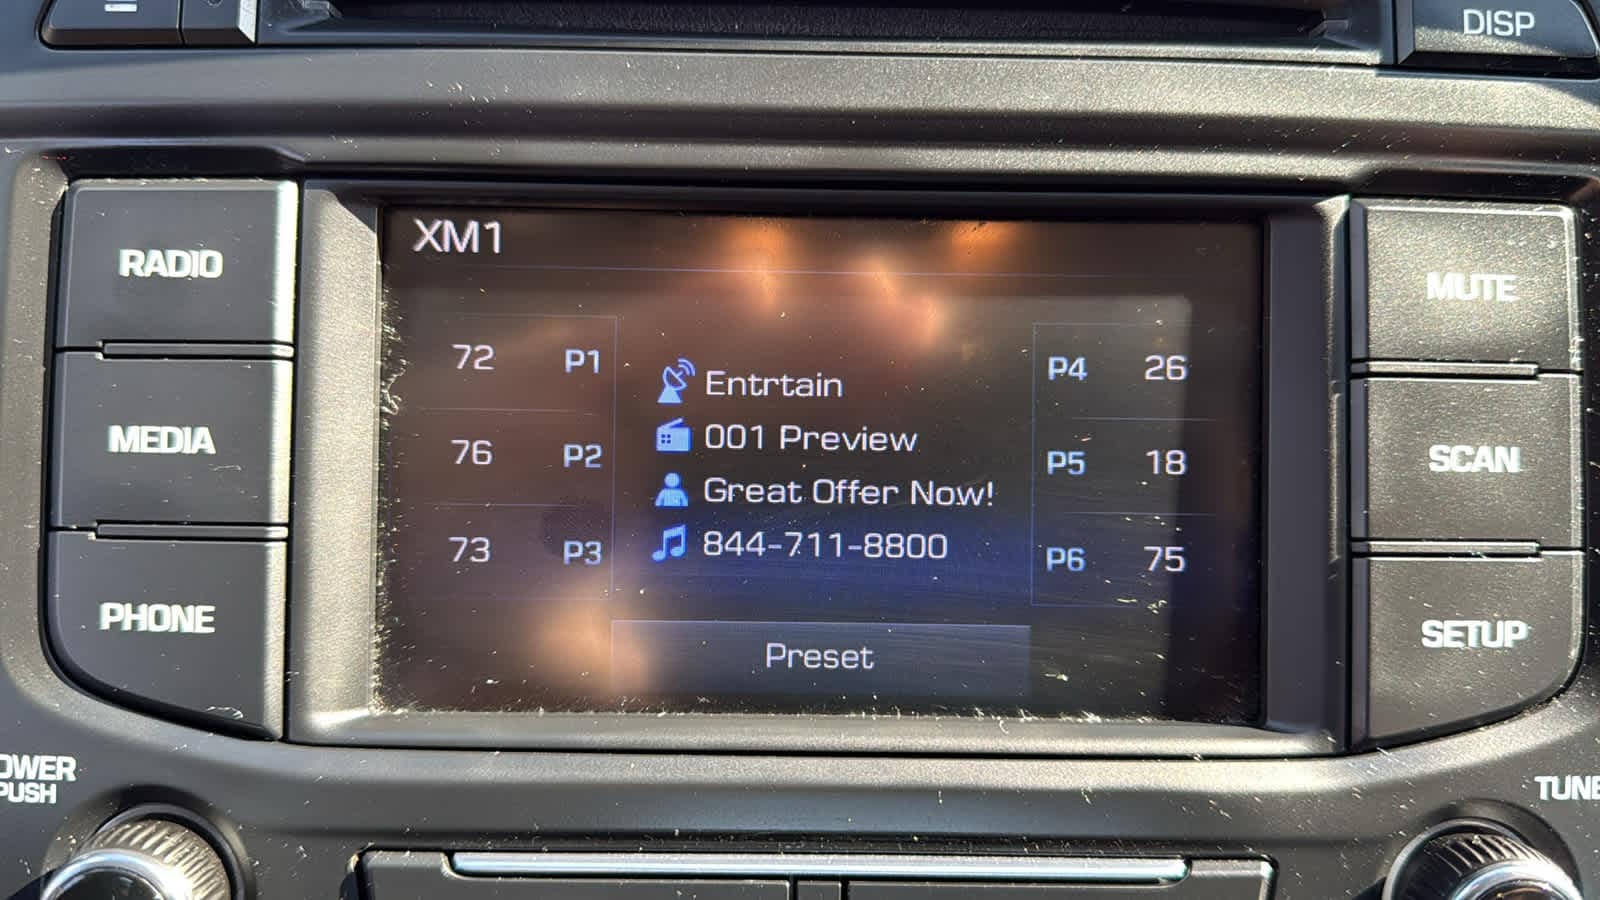 DISP
XM1
RADIO
MEDIA
PHONE
72 P1
76 P2
73 P3
Entrtain
001 Preview
Great Offer Now!
844-711-8800
Preset
P4 26
P5 18
P6 75
MUTE
SCAN
SETUP
OWER
PUSH
TUNE